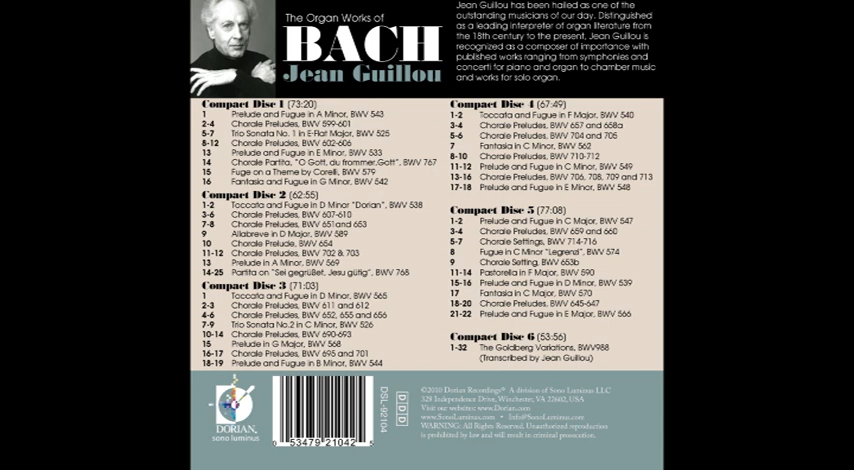 The Organ Works of
BACH
Jean Guillou
Jean Guillou has been hailed as one of the
outstanding musicians of our day. Distinguished
as a leading interpreter of organ literature from
the 18th century to the present, Jean Guillou is
recognized as a composer of importance with
published works ranging from symphonies and
concerti for piano and organ to chamber music
and works for solo organ.
Compact Disc 1 (73:20)
1 Prelude and Fugue in A Minor, BWV 543
2-4 Chorale Preludes, BWV 599-601
5-7 Trio Sonata No. 1 in E-Flat Major, BWV 525
8-12 Chorale Preludes, BWV 602-606
13 Prelude and Fugue in E Minor, BWV 533
14 Chorale Partita, "O Gott, du frommer, Gott", BWV 767
15 Fuge on a Theme by Corelli, BWV 579
16 Fantasia and Fugue in G Minor, BWV 542
Compact Disc 2 (62:55)
1-2 Toccata and Fugue in D Minor "Dorian", BWV 538
3-6 Chorale Preludes, BWV 607-610
7-8 Chorale Preludes, BWV 651and 653
9 Allabreve in D Major, BWV 589
10 Chorale Prelude, BWV 654
11-12 Chorale Preludes, BWV 702 & 703
13 Prelude in A Minor, BWV 569
14-25 Partita on "Sei gegrüßet, Jesu gütig", BWV 768
Compact Disc 3 (71:03)
1 Toccata and Fugue in D Minor, BWV 565
2-3 Chorale Preludes, BWV 611 and 612
4-6 Chorale Preludes, BWV 652, 655 and 656
7-9 Trio Sonata No.2 in C Minor, BWV 526
10-14 Chorale Preludes, BWV 690-693
15 Prelude in G Major, BWV 568
16-17 Chorale Preludes, BWV 695 and 701
18-19 Prelude and Fugue in B Minor, BWV 544
Compact Disc 4 (67:49)
1-2 Toccata and Fugue in F Major, BWV 540
3-4 Chorale Preludes, BWV 657 and 658a
5-6 Chorale Preludes, BWV 704 and 705
7 Fantasia in C Minor, BWV 562
8-10 Chorale Preludes, BWV 710-712
11-12 Prelude and Fugue in C Minor, BWV 549
13-16 Chorale Preludes, BWV 706, 708, 709 and 713
17-18 Prelude and Fugue in E Minor, BWV 548
Compact Disc 5 (77:08)
1-2 Prelude and Fugue in C Major, BWV 547
3-4 Chorale Preludes, BWV 659 and 660
5-7 Chorale Settings, BWV 714-716
8 Fugue in C Minor "Legrenzi", BWV 574
9 Chorale Setting, BWV 653b
11-14 Pastorella in F Major, BWV 590
15-16 Prelude and Fugue in D Minor, BWV 539
17 Fantasia in C Major, BWV 570
18-20 Chorale Preludes, BWV 645-647
21-22 Prelude and Fugue in E Major, BWV 566
Compact Disc 6 (53:56)
1-32 The Goldberg Variations, BWV988
(Transcribed by Jean Guillou)
DORIAN
sono luminus
0 53479 21042 5
DSL-92104
DDD
©2010 Dorian Recordings® A division of Sono Luminus LLC
328 Independence Drive, Winchester, VA 22602, USA
Visit our website: www.Dorian.com
www.SonoLuminus.com • Info@SonoLuminus.com
WARNING: All Rights Reserved. Unauthorized reproduction
is prohibited by law and will result in criminal prosecution.